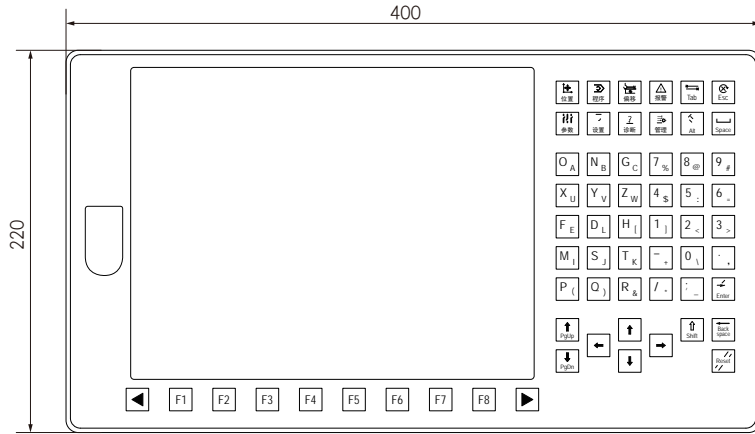 400
220
位置 程序 偏移 报警 Tab Esc
参数 设置 诊断 管理 Alt Space
O A N B G C 7 % 8 @ 9 #
X U Y V Z W 4 $ 5 : 6 =
F E D L H [ 1 ] 2 < 3 >
M I S J T K - + 0 \ . ,
P ( Q ) R & / * ; _ Enter
PgUp Shift Back space
PgDn Reset
F1 F2 F3 F4 F5 F6 F7 F8